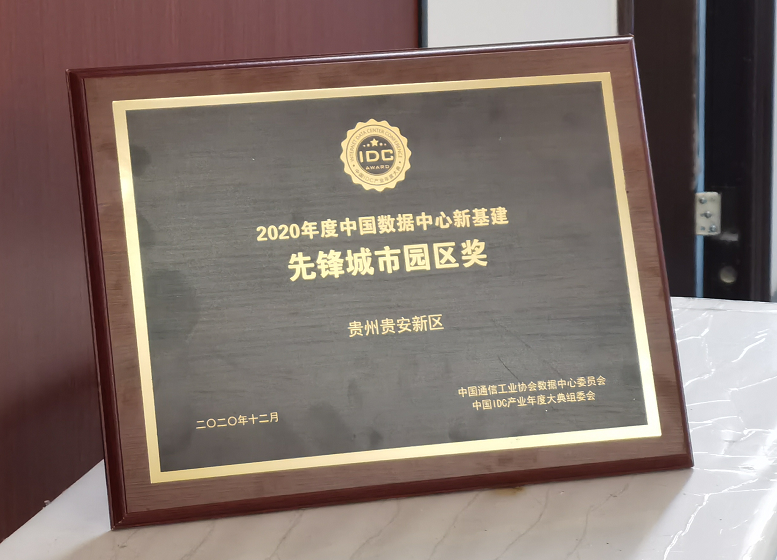 IDC
AWARD
2020年度中国数据中心新基建
先锋城市园区奖
贵州贵安新区
中国通信工业协会数据中心委员会
中国IDC产业年度大典组委会
二〇二〇年十二月